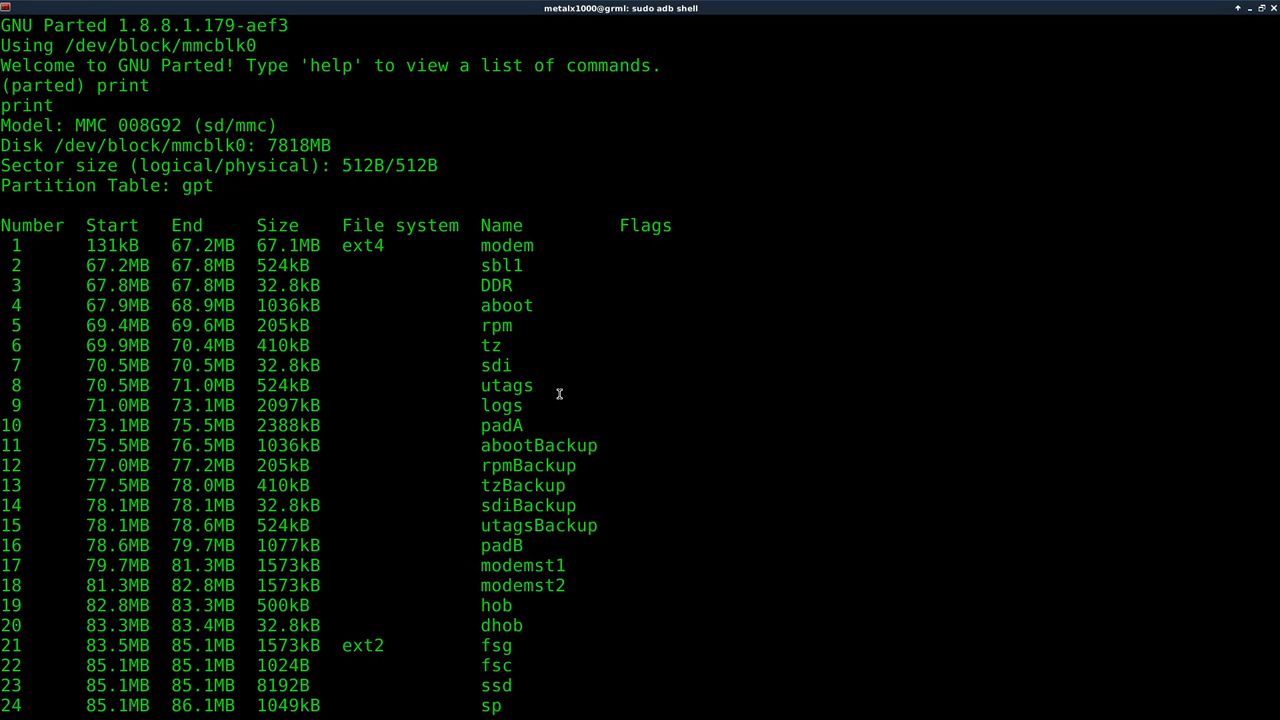 metalx1000@grml: sudo adb shell
GNU Parted 1.8.8.1.179-aef3
Using /dev/block/mmcblk0
Welcome to GNU Parted! Type 'help' to view a list of commands.
(parted) print
print
Model: MMC 008G92 (sd/mmc)
Disk /dev/block/mmcblk0: 7818MB
Sector size (logical/physical): 512B/512B
Partition Table: gpt

Number  Start   End     Size    File system  Name         Flags
 1      131kB   67.2MB  67.1MB  ext4         modem
 2      67.2MB  67.8MB  524kB                sbl1
 3      67.8MB  67.8MB  32.8kB               DDR
 4      67.9MB  68.9MB  1036kB               aboot
 5      69.4MB  69.6MB  205kB                rpm
 6      69.9MB  70.4MB  410kB                tz
 7      70.5MB  70.5MB  32.8kB               sdi
 8      70.5MB  71.0MB  524kB                utags
 9      71.0MB  73.1MB  2097kB               logs
10      73.1MB  75.5MB  2388kB               padA
11      75.5MB  76.5MB  1036kB               abootBackup
12      77.0MB  77.2MB  205kB                rpmBackup
13      77.5MB  78.0MB  410kB                tzBackup
14      78.1MB  78.1MB  32.8kB               sdiBackup
15      78.1MB  78.6MB  524kB                utagsBackup
16      78.6MB  79.7MB  1077kB               padB
17      79.7MB  81.3MB  1573kB               modemst1
18      81.3MB  82.8MB  1573kB               modemst2
19      82.8MB  83.3MB  500kB                hob
20      83.3MB  83.4MB  32.8kB               dhob
21      83.5MB  85.1MB  1573kB  ext2         fsg
22      85.1MB  85.1MB  1024B                fsc
23      85.1MB  85.1MB  8192B                ssd
24      85.1MB  86.1MB  1049kB               sp